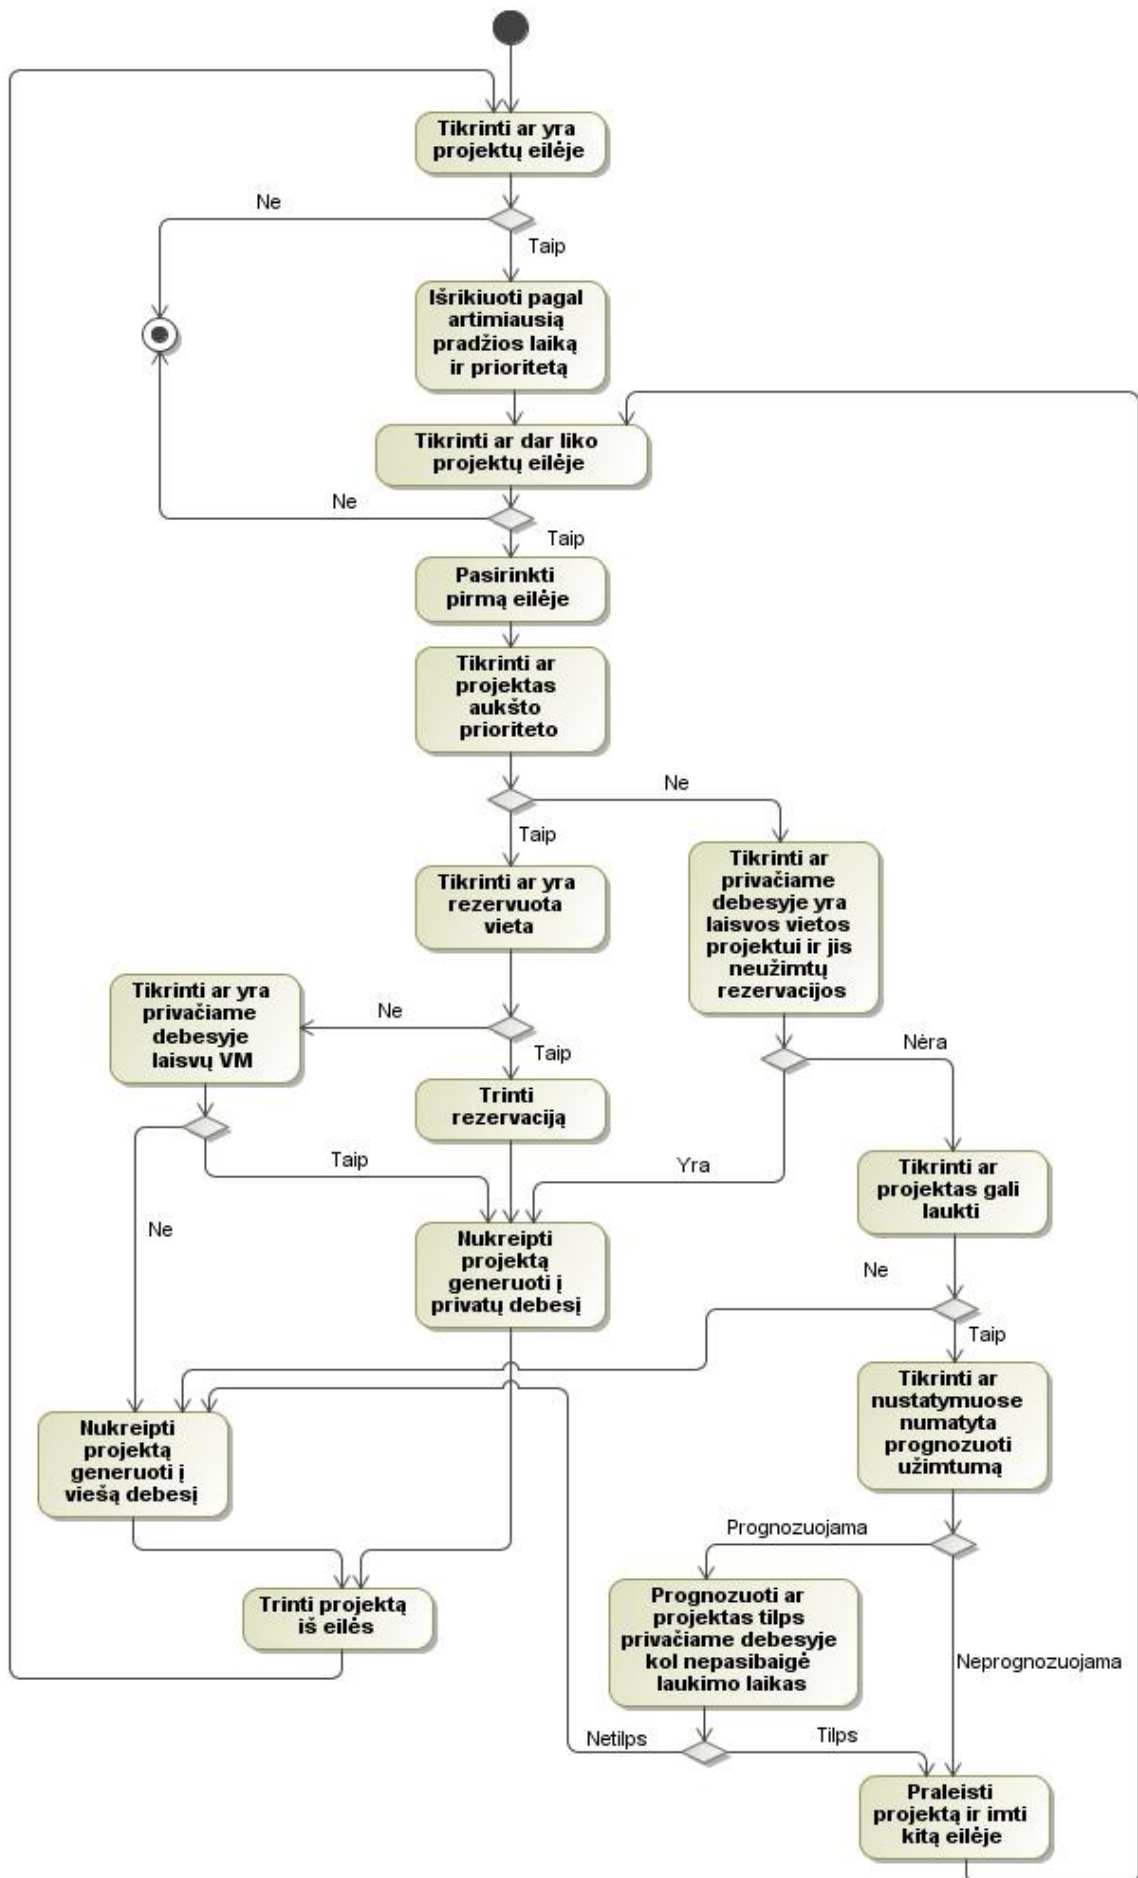 Tikrinti ar yra
projektų eilėje
Ne
Taip
Išrikiuoti pagal
artimiausią
pradžios laiką
ir prioritetą
Tikrinti ar dar liko
projektų eilėje
Ne
Taip
Pasirinkti
pirmą eilėje
Tikrinti ar
projektas
aukšto
prioriteto
Ne
Taip
Tikrinti ar yra
rezervuota
vieta
Tikrinti ar
privačiame
debesyje yra
laisvos vietos
projektui ir jis
neužimtų
rezervacijos
Tikrinti ar yra
privačiame
debesyje
laisvų VM
Ne
Taip
Nėra
Trinti
rezervaciją
Taip
Yra
Tikrinti ar
projektas gali
laukti
Ne
Nukreipti
projektą
generuoti į
privatų debesį
Ne
Taip
Tikrinti ar
nustatymuose
numatyta
prognozuoti
užimtumą
Nukreipti
projektą
generuoti į
viešą debesį
Prognozuojama
Trinti projektą
iš eilės
Prognozuoti ar
projektas tilps
privačiame debesyje
kol nepasibaigė
laukimo laikas
Neprognozuojama
Netilps
Tilps
Praleisti
projektą ir imti
kitą eilėje